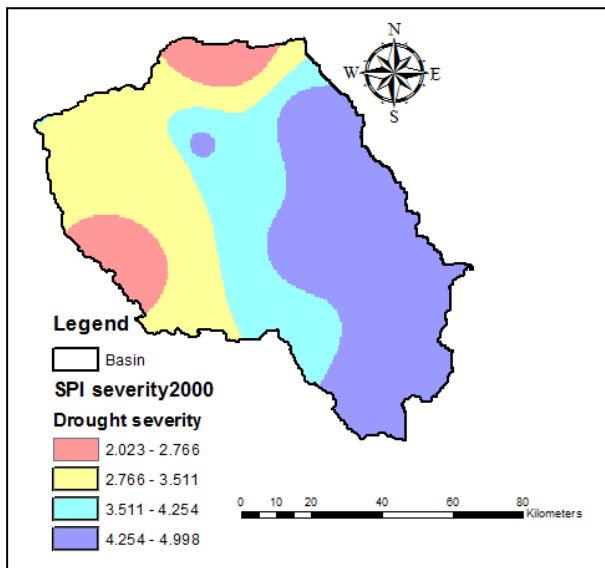 N
W E
S
Legend
Basin
SPI severity2000
Drought severity
2.023 - 2.766
2.766 - 3.511
3.511 - 4.254
4.254 - 4.998
0 10 20 40 60 80
Kilometers